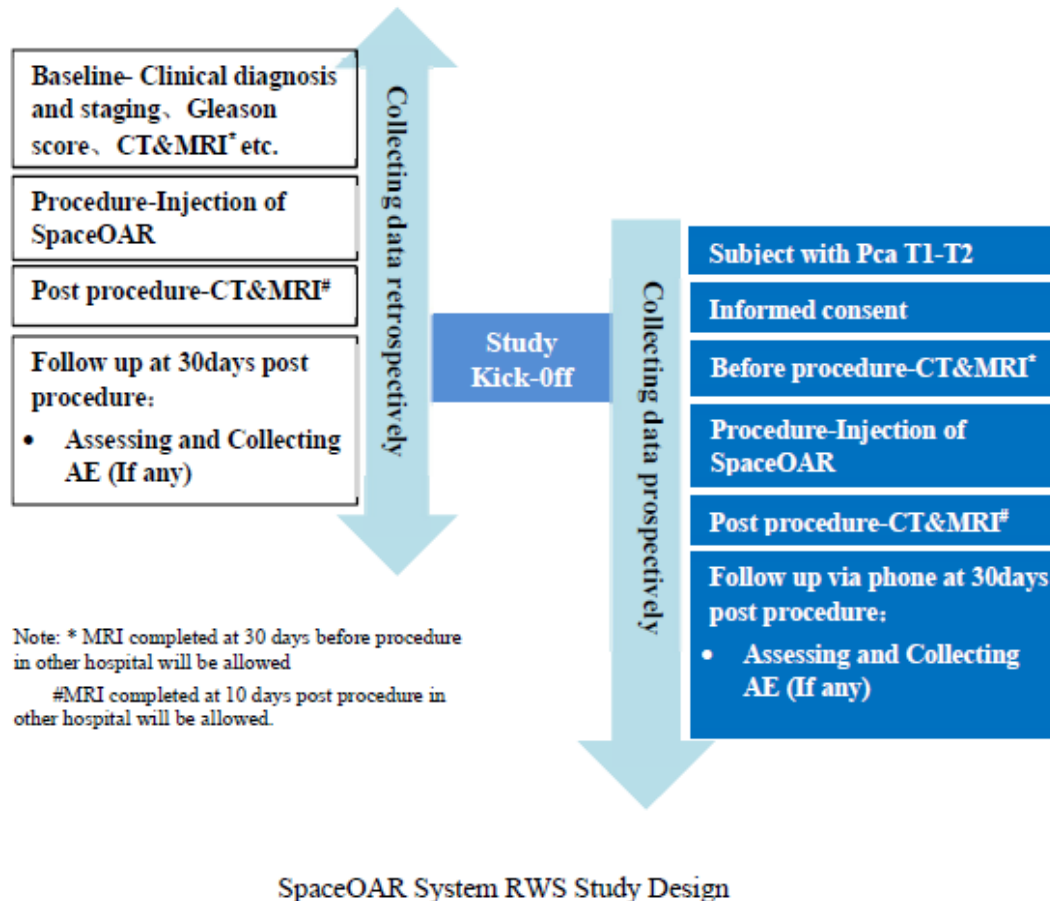 Baseline- Clinical diagnosis
and staging、Gleason
score、CT&MRI* etc.
Procedure-Injection of
SpaceOAR
Post procedure-CT&MRI#
Follow up at 30days post
procedure：
• Assessing and Collecting
AE (If any)
Collecting data retrospectively
Study
Kick-Off
Collecting data prospectively
Subject with Pca T1-T2
Informed consent
Before procedure-CT&MRI*
Procedure-Injection of
SpaceOAR
Post procedure-CT&MRI#
Follow up via phone at 30days
post procedure：
• Assessing and Collecting
AE (If any)
Note: * MRI completed at 30 days before procedure
in other hospital will be allowed
#MRI completed at 10 days post procedure in
other hospital will be allowed.
SpaceOAR System RWS Study Design